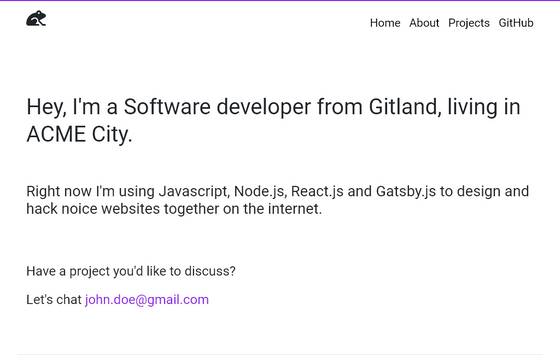 Home About Projects GitHub
Hey, I'm a Software developer from Gitland, living in
ACME City.
Right now I'm using Javascript, Node.js, React.js and Gatsby.js to design and
hack noice websites together on the internet.
Have a project you'd like to discuss?
Let's chat john.doe@gmail.com